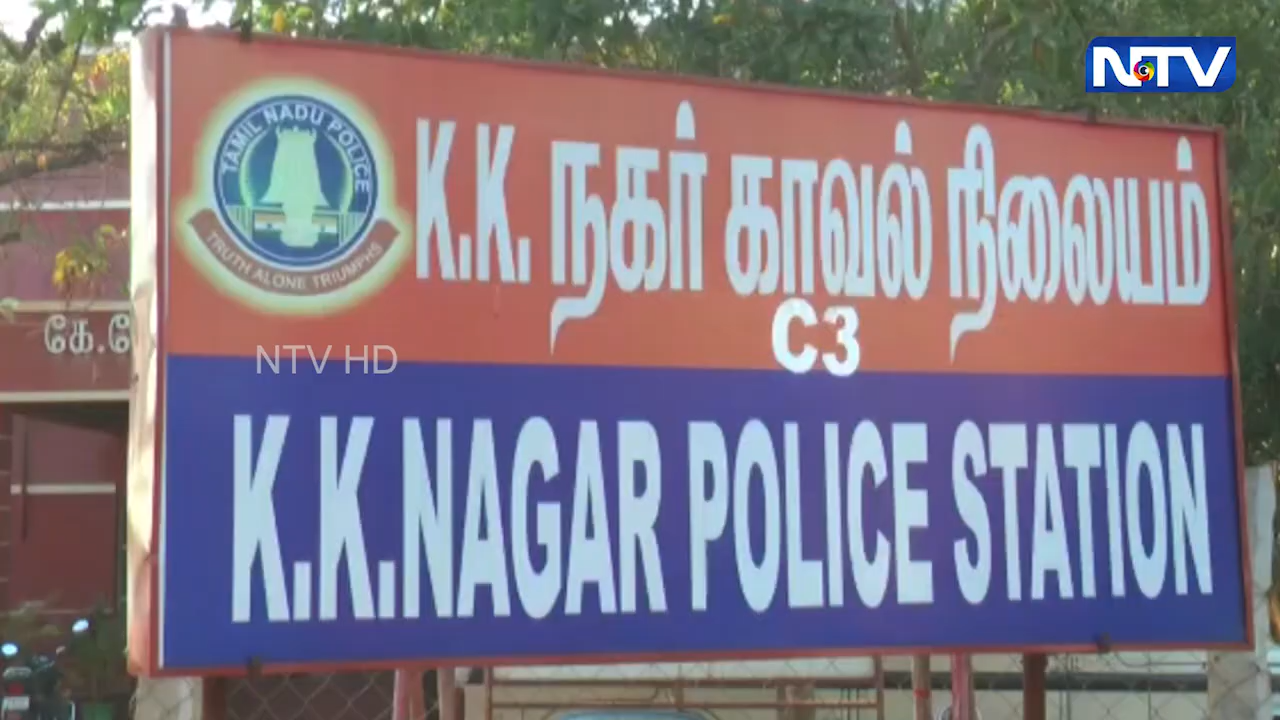 NTV
TAMIL NADU POLICE
TRUTH ALONE TRIUMPHS
K.K. நகர் காவல் நிலையம்
C3
கே.
NTV HD
K.K.NAGAR POLICE STATION